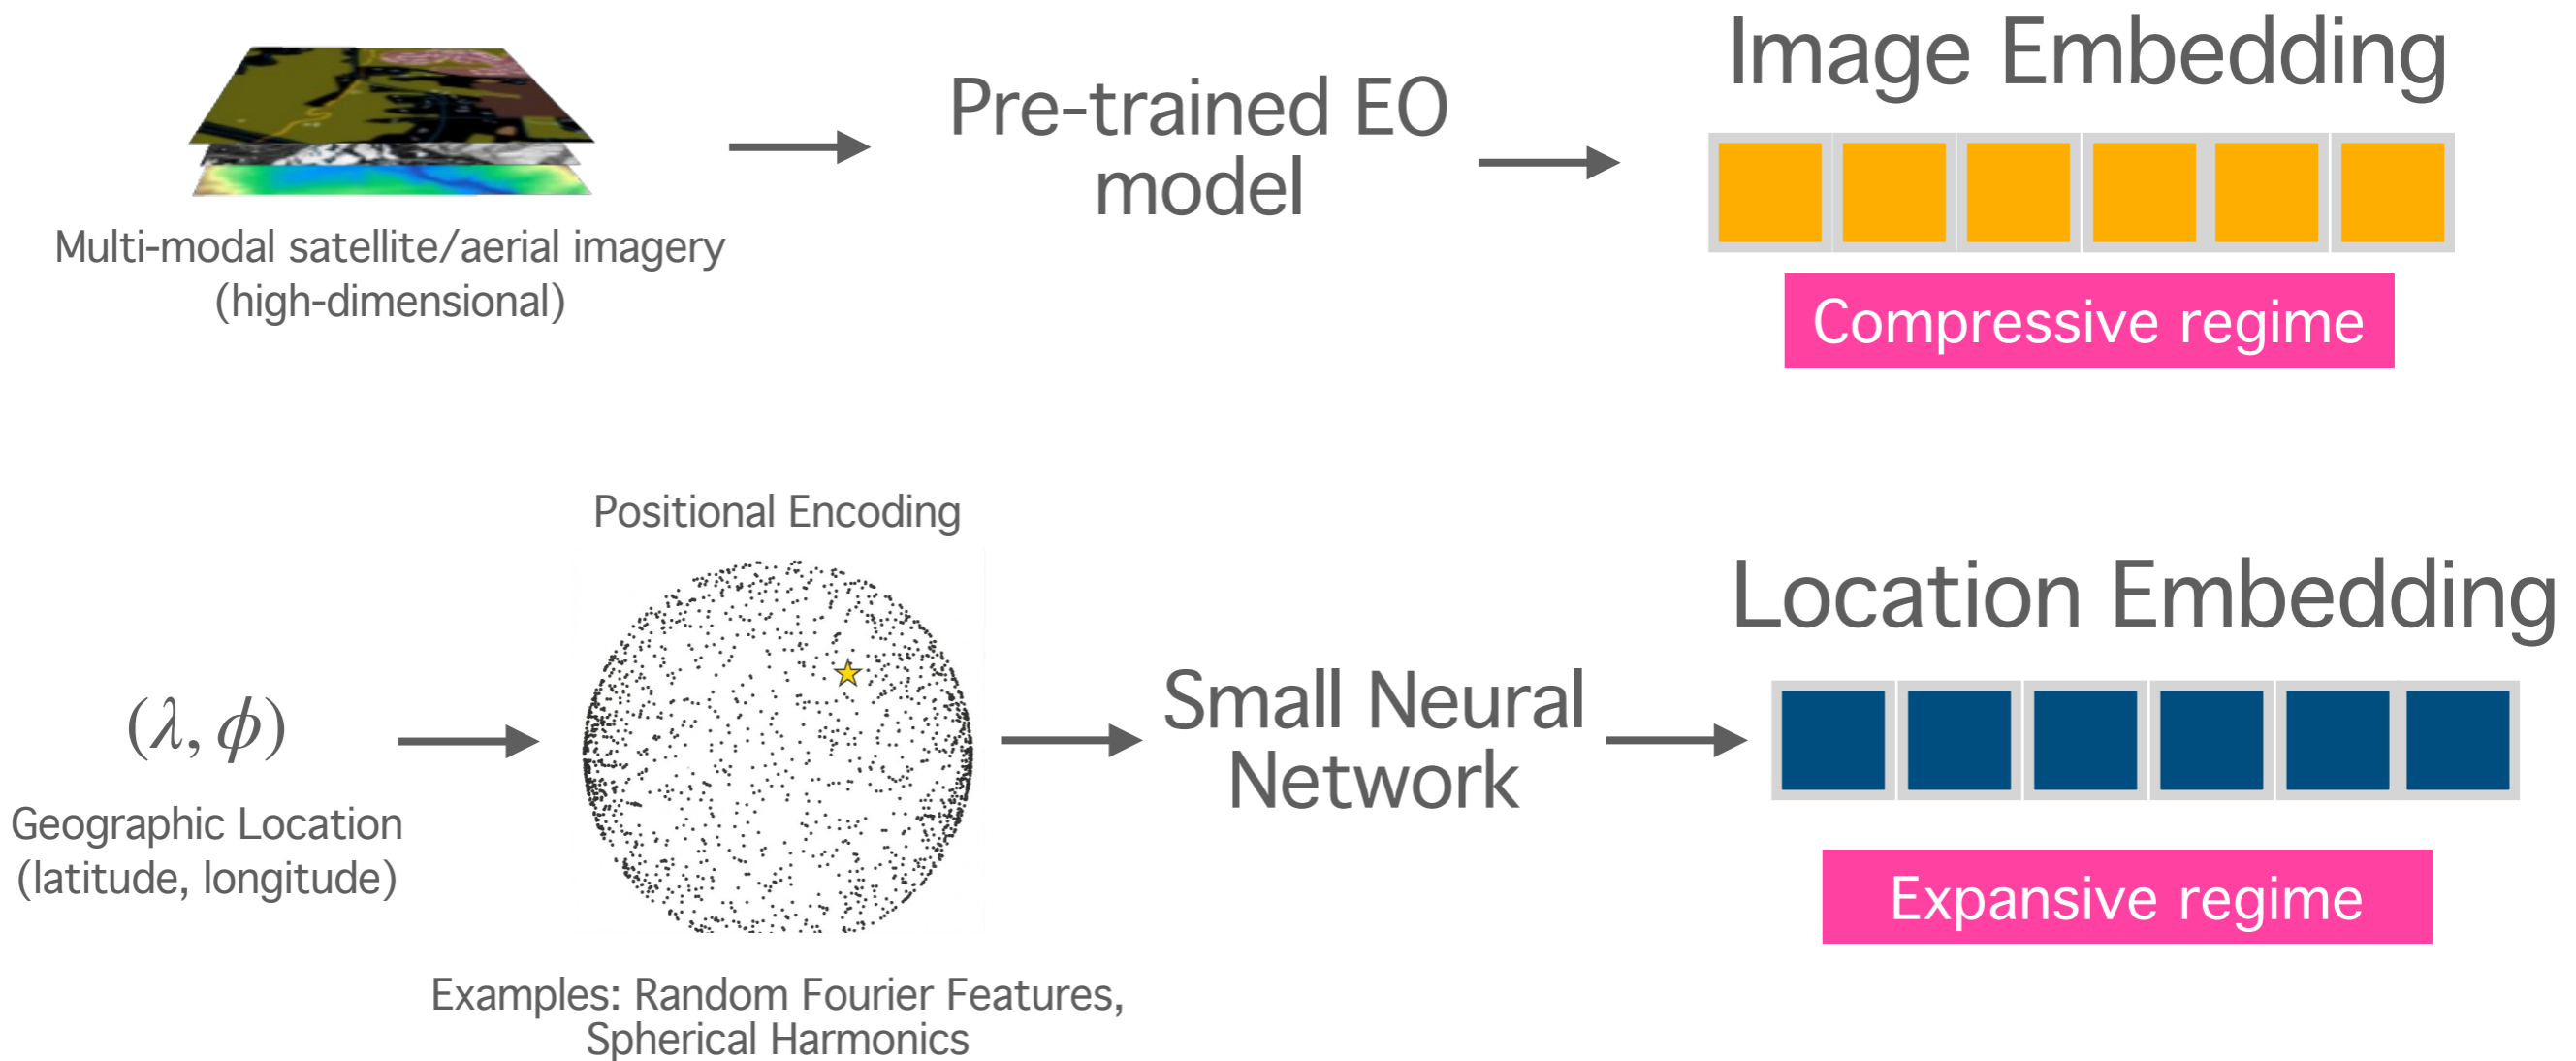 Image Embedding
Pre-trained EO
model
Multi-modal satellite/aerial imagery
(high-dimensional)
Compressive regime
Positional Encoding
Location Embedding
(λ, ϕ)
Small Neural
Network
Geographic Location
(latitude, longitude)
Expansive regime
Examples: Random Fourier Features,
Spherical Harmonics